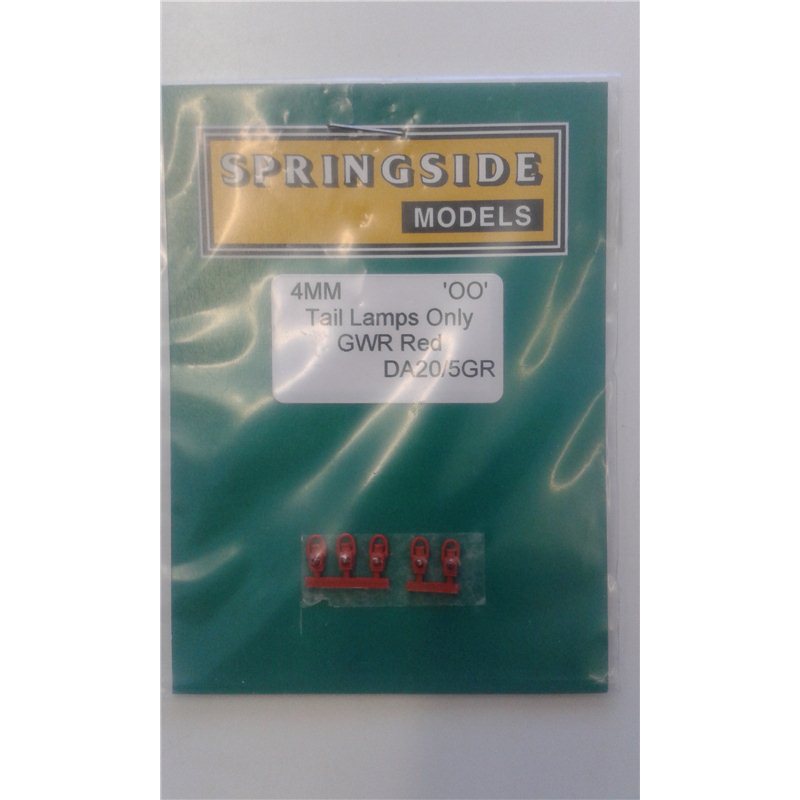 SPRINGSIDE
MODELS
4MM 'OO'
Tail Lamps Only
GWR Red
DA20/5GR